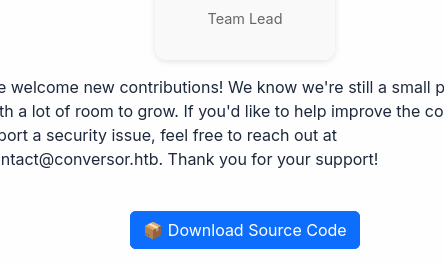 Team Lead
e welcome new contributions! We know we're still a small p
th a lot of room to grow. If you'd like to help improve the co
port a security issue, feel free to reach out at
ntact@conversor.htb. Thank you for your support!
📦 Download Source Code